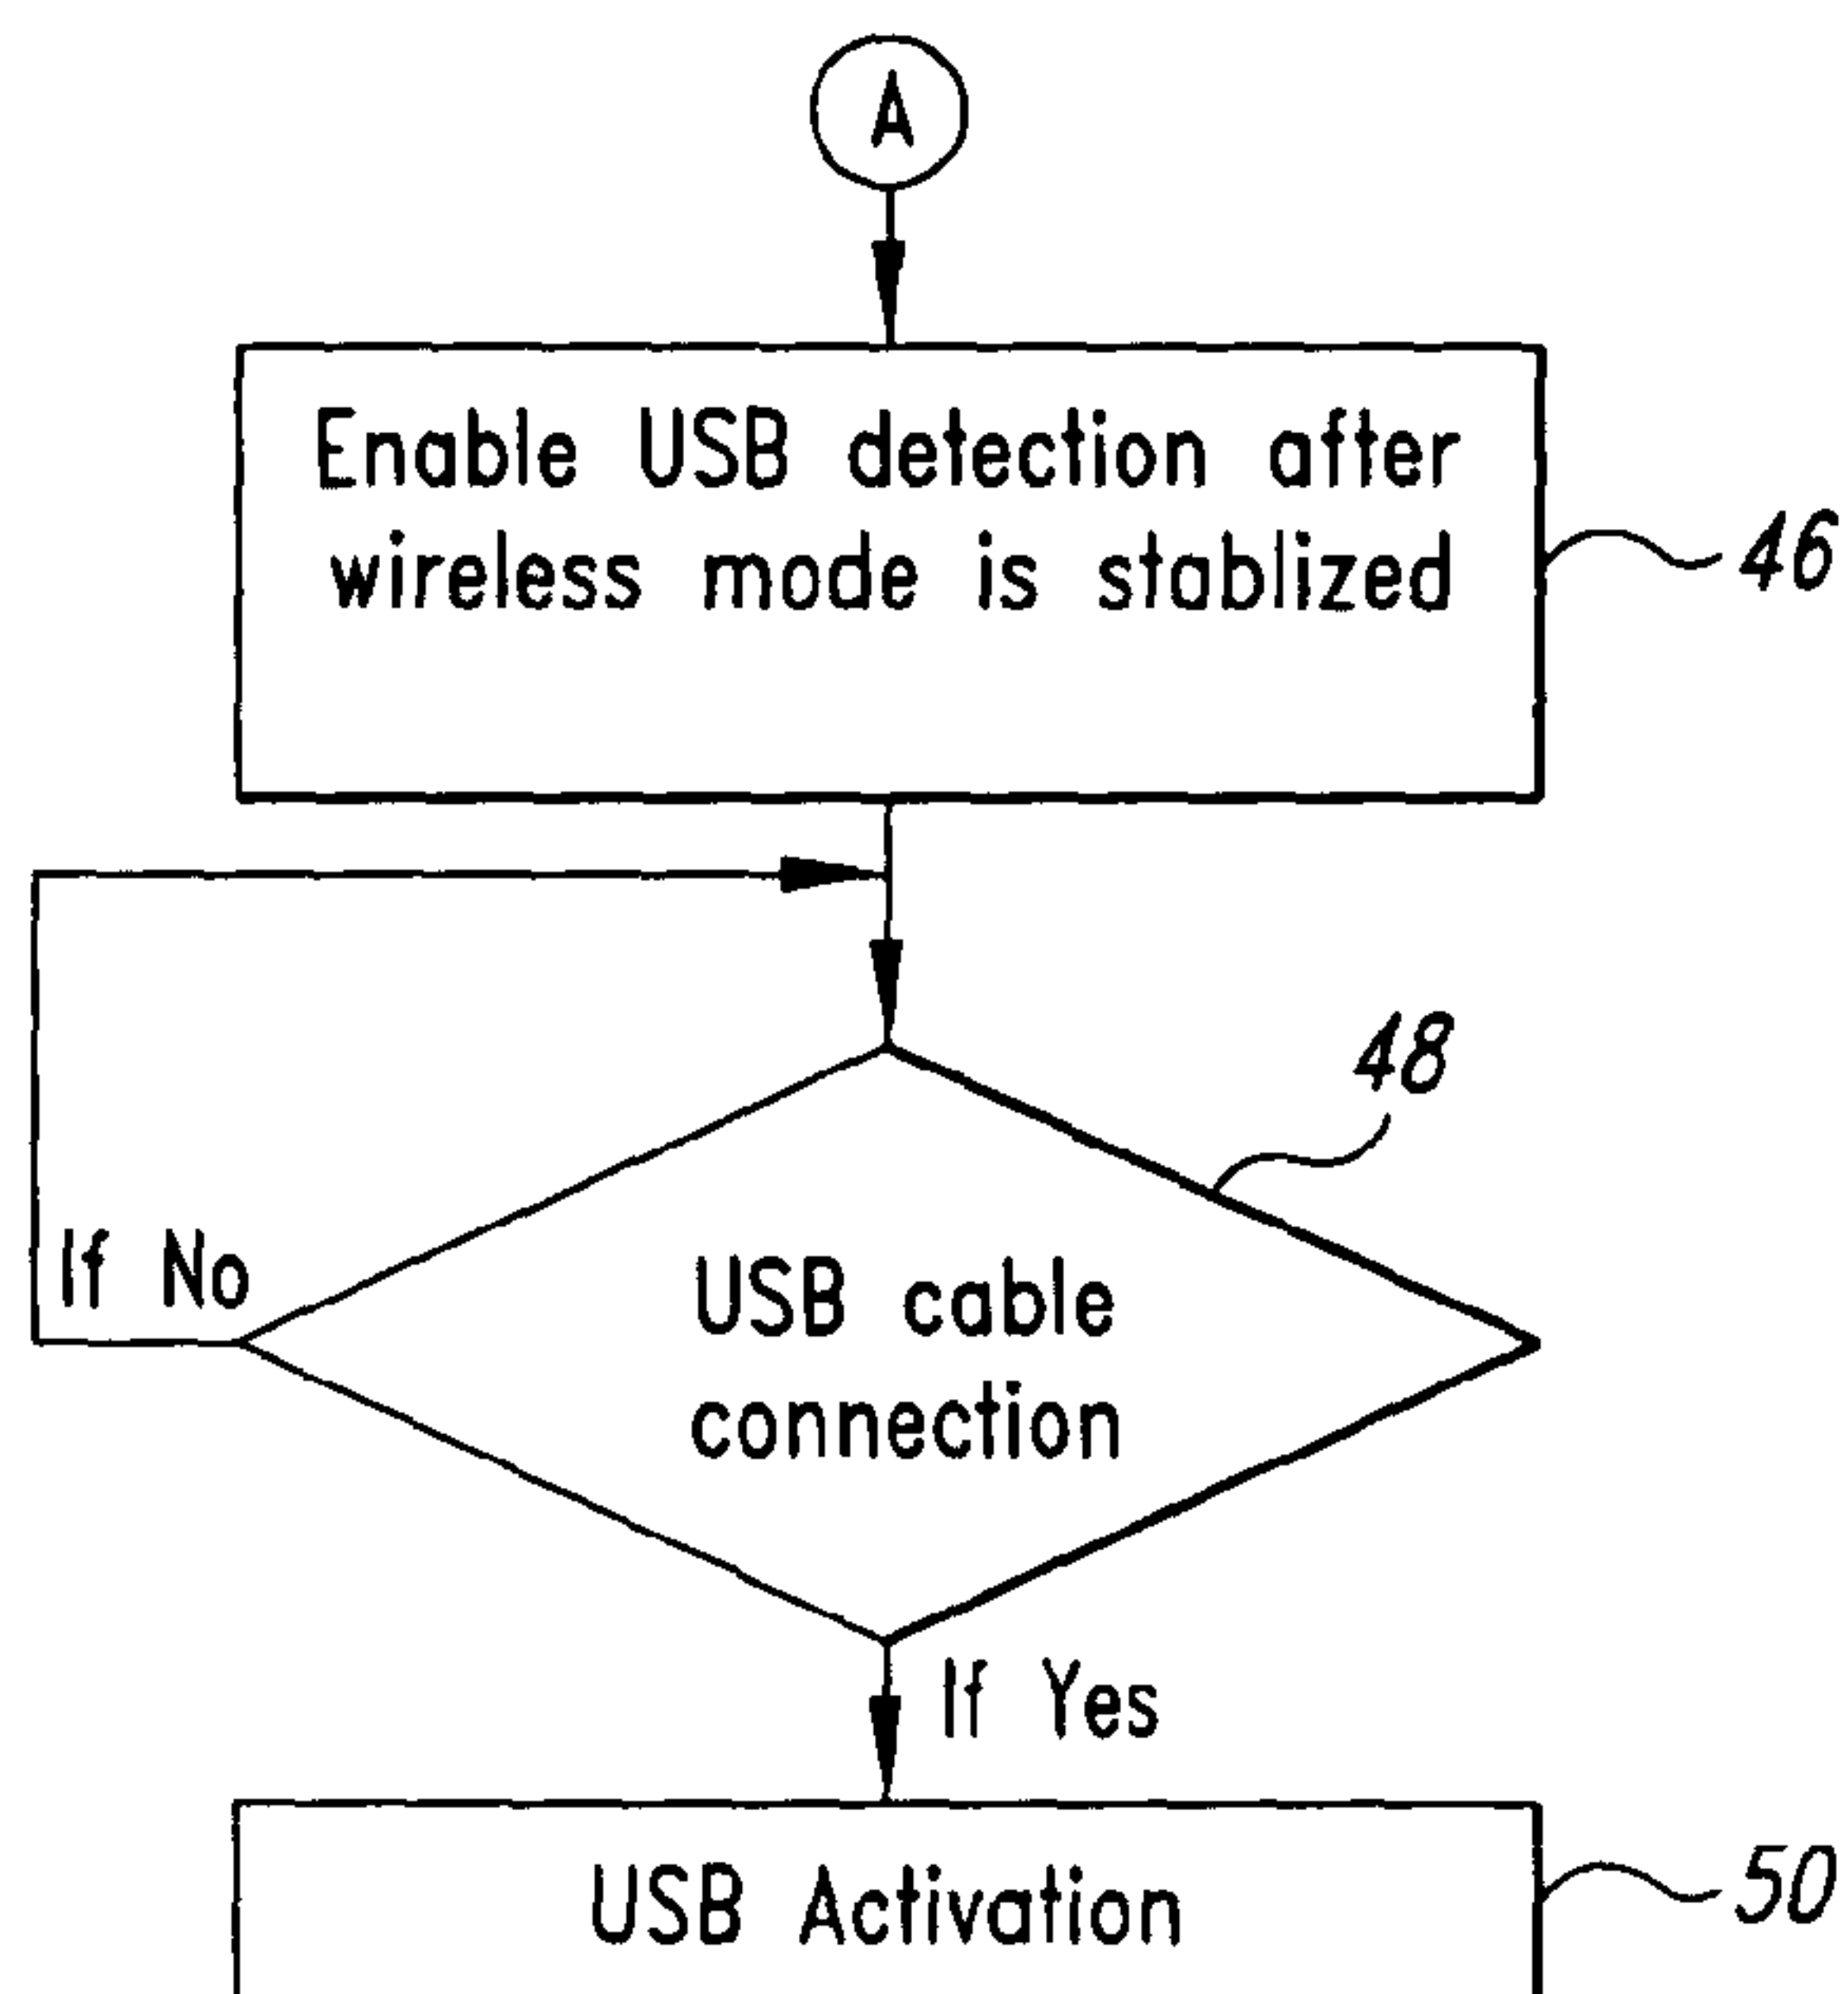 A
Enable USB detection after
wireless mode is stablized
46
48
If No
USB cable
connection
If Yes
USB Activation
50